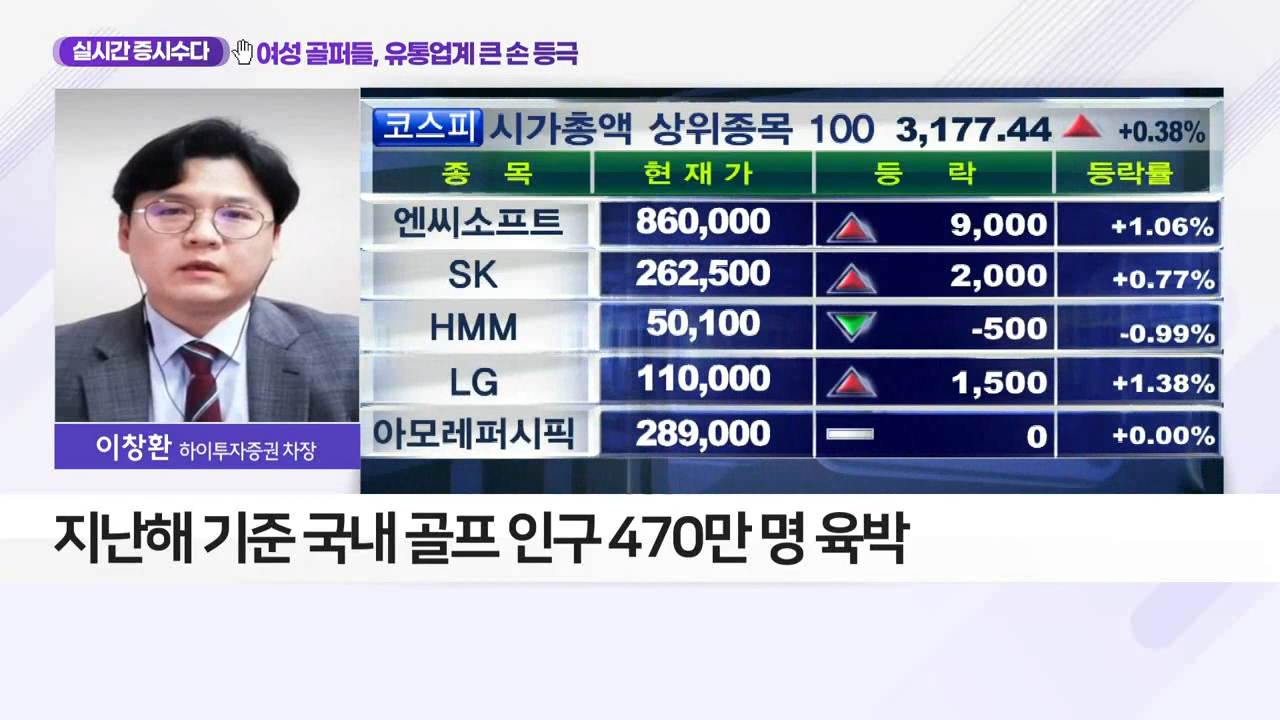 실시간 증시수다 여성 골퍼들, 유통업계 큰 손 등극
코스피 시가총액 상위종목 100 3,177.44 +0.38%
종 목 현 재 가 등 락 등락률
엔씨소프트 860,000 9,000 +1.06%
SK 262,500 2,000 +0.77%
HMM 50,100 -500 -0.99%
LG 110,000 1,500 +1.38%
아모레퍼시픽 289,000 0 +0.00%
이창환 하이투자증권 차장
지난해 기준 국내 골프 인구 470만 명 육박